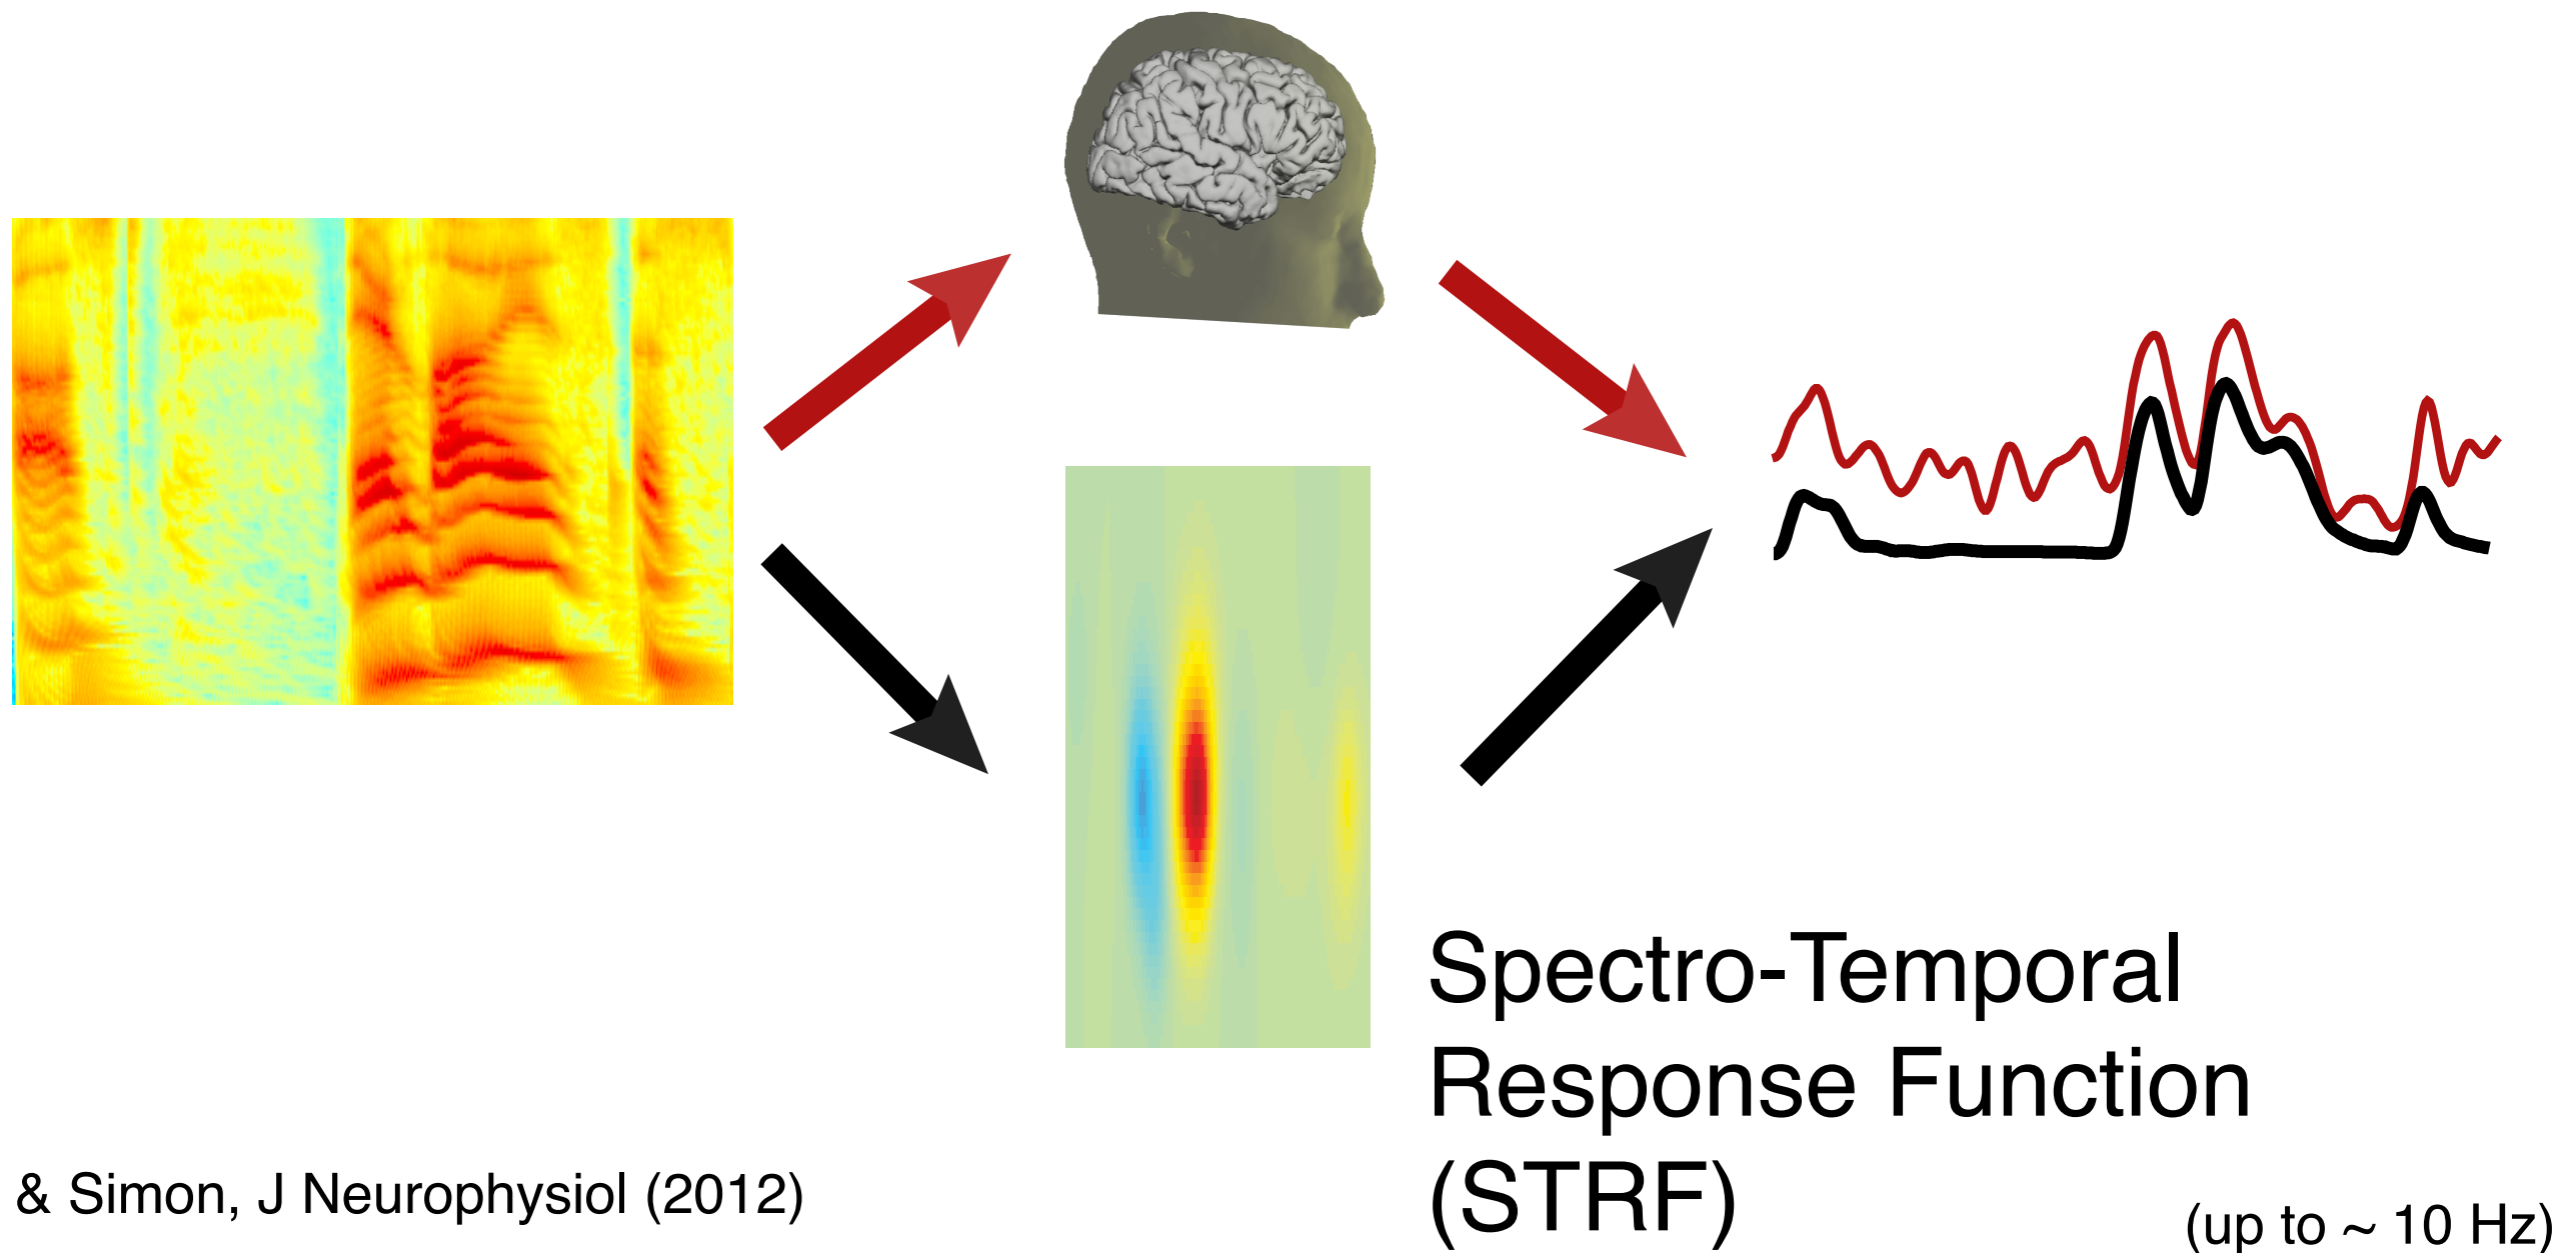 Spectro-Temporal
Response Function
(STRF)
& Simon, J Neurophysiol (2012)
(up to ~ 10 Hz)